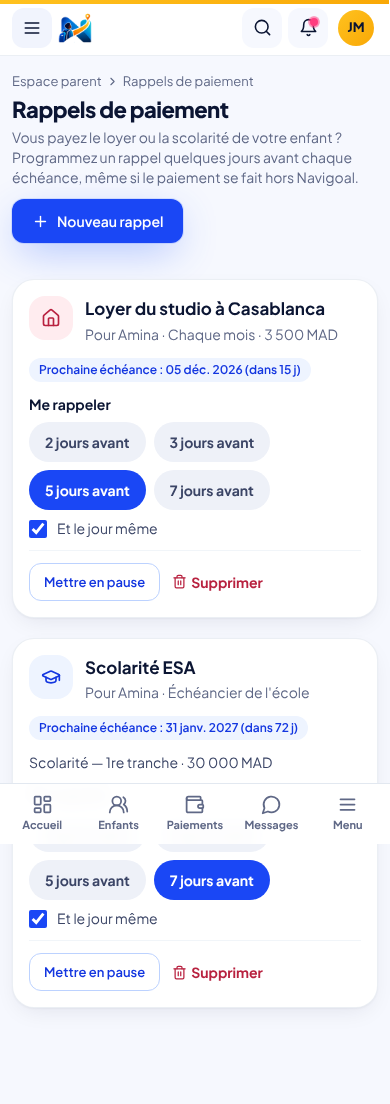 JM
Espace parent > Rappels de paiement
Rappels de paiement
Vous payez le loyer ou la scolarité de votre enfant ?
Programmez un rappel quelques jours avant chaque
échéance, même si le paiement se fait hors Navigoal.
+ Nouveau rappel
Loyer du studio à Casablanca
Pour Amina · Chaque mois · 3 500 MAD
Prochaine échéance : 05 déc. 2026 (dans 15 j)
Me rappeler
2 jours avant
3 jours avant
5 jours avant
7 jours avant
Et le jour même
Mettre en pause
Supprimer
Scolarité ESA
Pour Amina · Échéancier de l'école
Prochaine échéance : 31 janv. 2027 (dans 72 j)
Scolarité — 1re tranche · 30 000 MAD
Accueil
Enfants
Paiements
Messages
Menu
5 jours avant
7 jours avant
Et le jour même
Mettre en pause
Supprimer